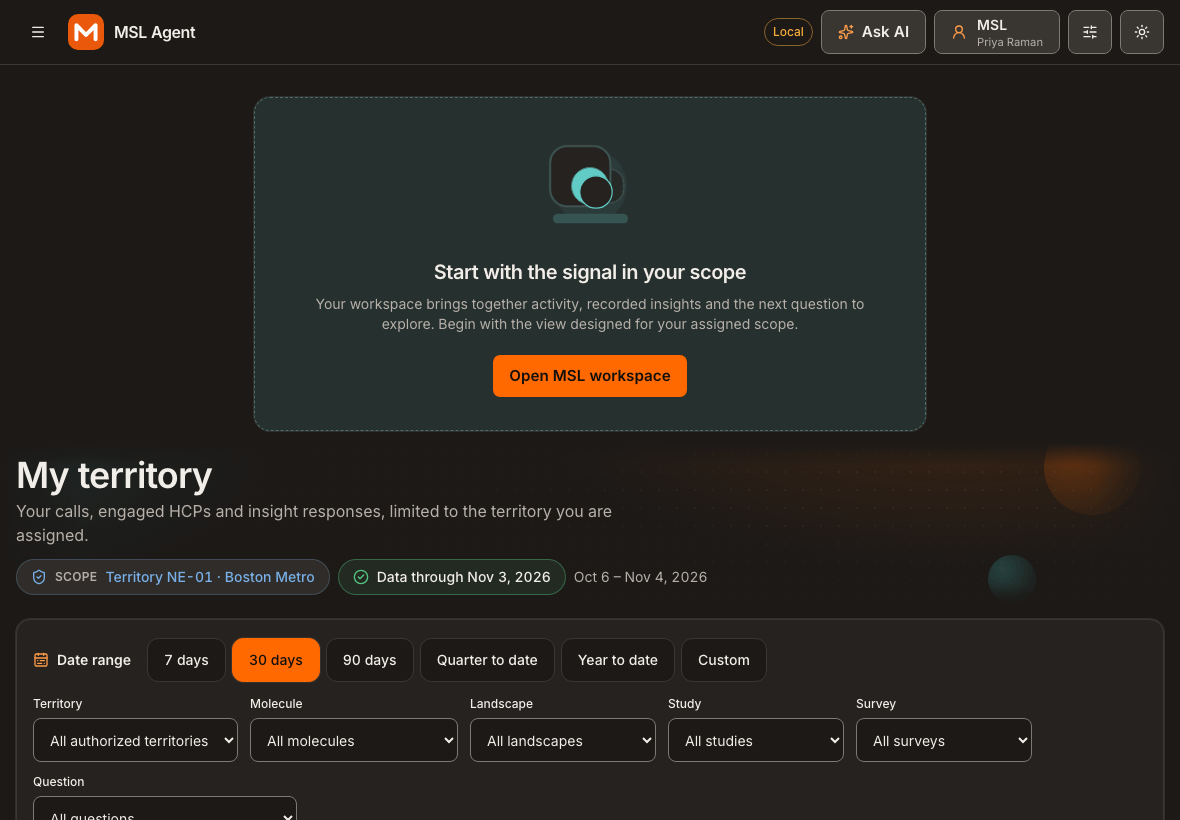 MSL Agent
Local
Ask AI
MSL
Priya Raman
Start with the signal in your scope
Your workspace brings together activity, recorded insights and the next question to
explore. Begin with the view designed for your assigned scope.
Open MSL workspace
My territory
Your calls, engaged HCPs and insight responses, limited to the territory you are
assigned.
SCOPE Territory NE-01 · Boston Metro
Data through Nov 3, 2026
Oct 6 – Nov 4, 2026
Date range
7 days
30 days
90 days
Quarter to date
Year to date
Custom
Territory
Molecule
Landscape
Study
Survey
All authorized territories
All molecules
All landscapes
All studies
All surveys
Question
All questions